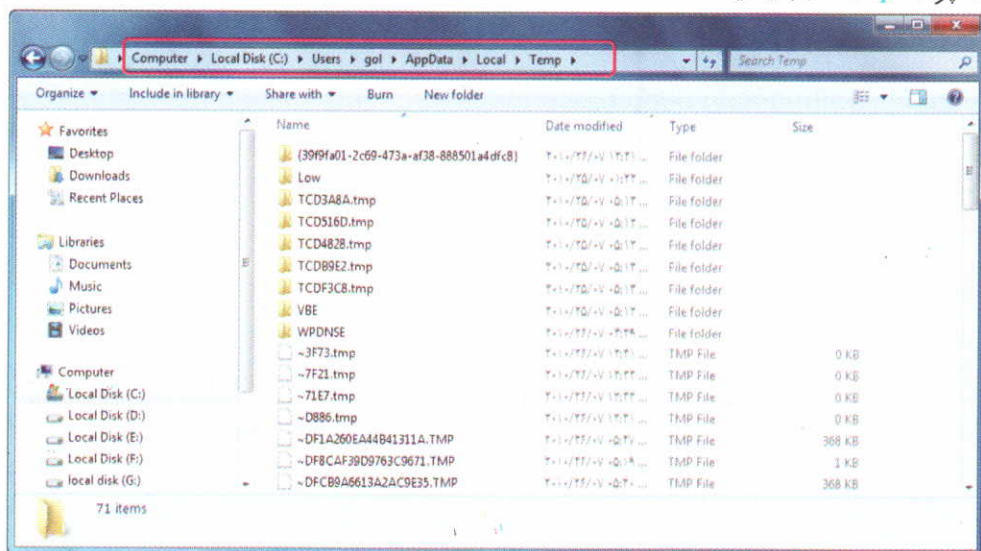 Computer ▸ Local Disk (C:) ▸ Users ▸ gol ▸ AppData ▸ Local ▸ Temp ▸ Search Temp
Organize ▾ Include in library ▾ Share with ▾ Burn New folder
Name Date modified Type Size
Favorites
Desktop
Downloads
Recent Places
Libraries
Documents
Music
Pictures
Videos
Computer
Local Disk (C:)
Local Disk (D:)
Local Disk (E:)
Local Disk (F:)
local disk (G:)
{39f9fa01-2c69-473a-af38-888501a4dfc8} File folder
Low File folder
TCD3A8A.tmp File folder
TCD516D.tmp File folder
TCD4828.tmp File folder
TCDB9E2.tmp File folder
TCDF3C8.tmp File folder
VBE File folder
WPDNSE File folder
~3F73.tmp TMP File 0 KB
~7F21.tmp TMP File 0 KB
~71E7.tmp TMP File 0 KB
~D886.tmp TMP File 0 KB
~DF1A260EA44B41311A.TMP TMP File 368 KB
~DF8CAF39D9763C9671.TMP TMP File 1 KB
~DFCB9A6613A2AC9E35.TMP TMP File 368 KB
71 items